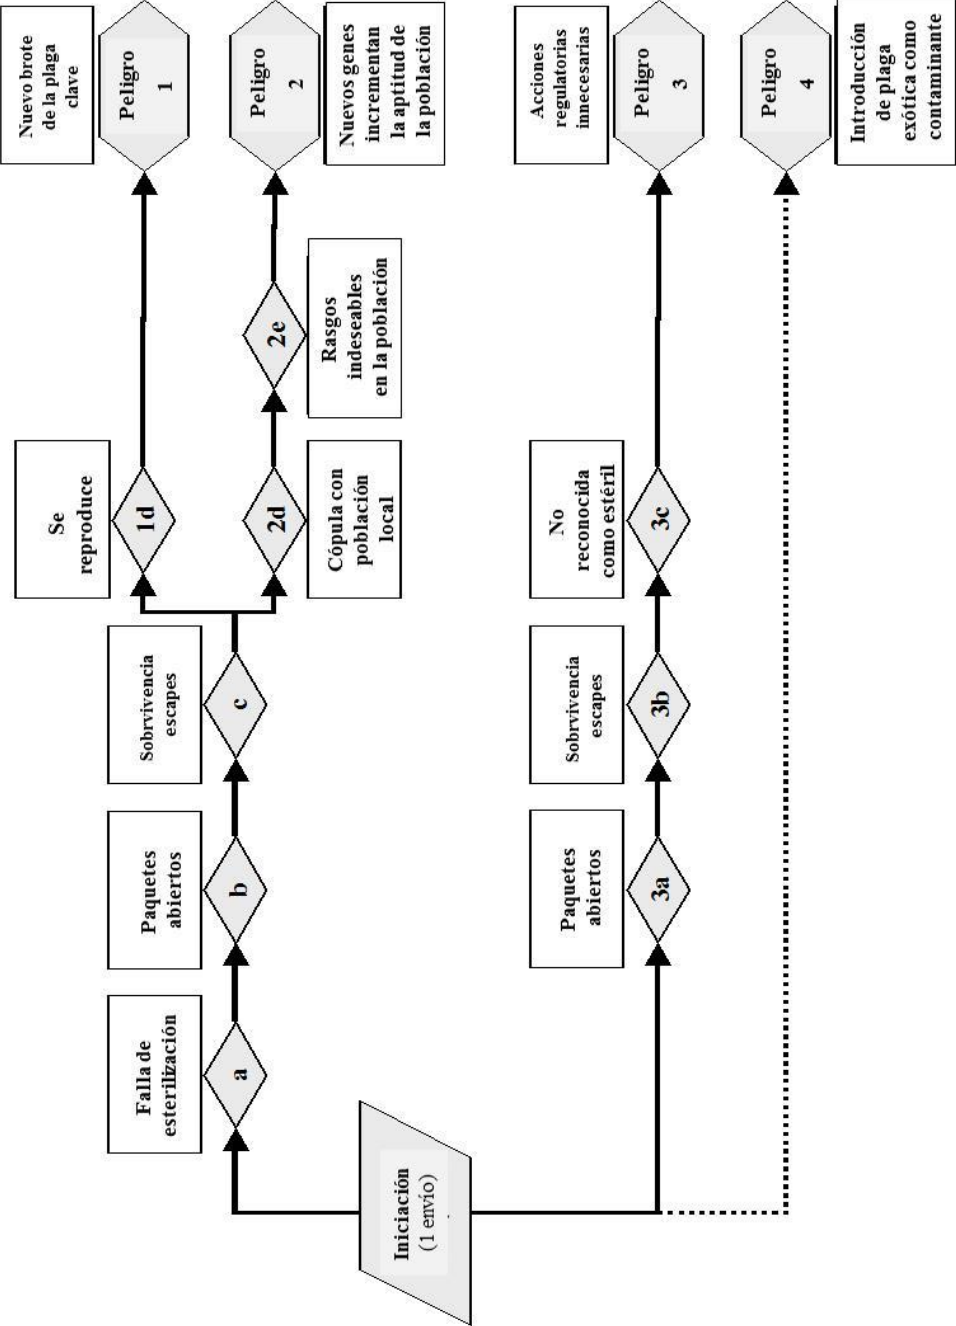 Iniciación
(1 envío)
Falla de
esterilización
a
Paquetes
abiertos
b
Sobrvivencia
escapes
c
Se
reproduce
1d
Nuevo brote
de la plaga
clave
Peligro
1
2d
Cópula con
población
local
2e
Rasgos
indeseables
en la población
Peligro
2
Nuevos genes
incrementan
la aptitud de
la población
Paquetes
abiertos
3a
Sobrvivencia
escapes
3b
No
reconocida
como estéril
3c
Acciones
regulatorias
innecesarias
Peligro
3
Peligro
4
Introducción
de plaga
exótica como
contaminante